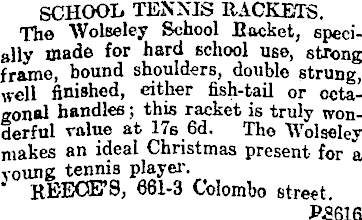 SCHOOL TENNIS RACKETS.
The Wolseley School Racket, speci-
ally made for hard school use, strong
frame, bound shoulders, double strung,
well finished, either fish-tail or octa-
gonal handles; this racket is truly won-
derful value at 17s 6d. The Wolseley
makes an ideal Christmas present for a
young tennis player.
REECE'S, 661-3 Colombo street.
P8616